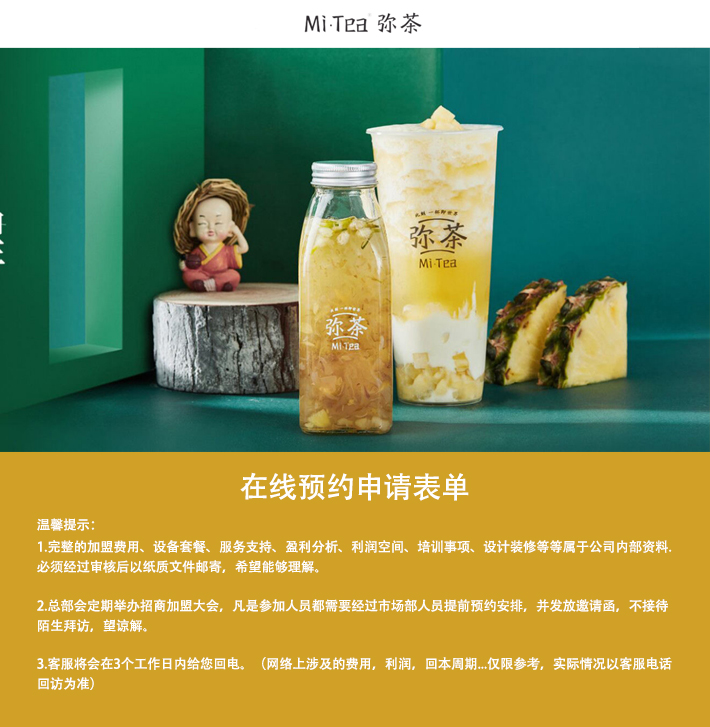 Mi·Tea 弥茶
弥茶
Mi·Tea
弥茶
Mi·Tea
在线预约申请表单
温馨提示：
1.完整的加盟费用、设备套餐、服务支持、盈利分析、利润空间、培训事项、设计装修等等属于公司内部资料.
必须经过审核后以纸质文件邮寄，希望能够理解。
2.总部会定期举办招商加盟大会，凡是参加人员都需要经过市场部人员提前预约安排，并发放邀请函，不接待
陌生拜访，望谅解。
3.客服将会在3个工作日内给您回电。（网络上涉及的费用，利润，回本周期...仅限参考，实际情况以客服电话
回访为准）